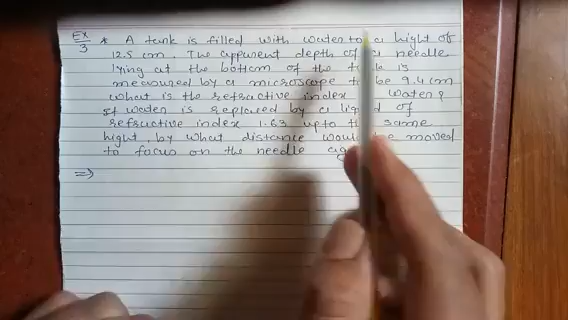 Ex/3 * A tank is filled with water to a hight of
12.5 cm. The apparent depth of a needle
lying at the bottom of the is
measured by a microscope be 9.4 cm
what is the refractive index water?
If water is replaced by a liquid of
refractive index 1.63 upto the same
hight, by what distance be moved
to focus on the needle
⇒